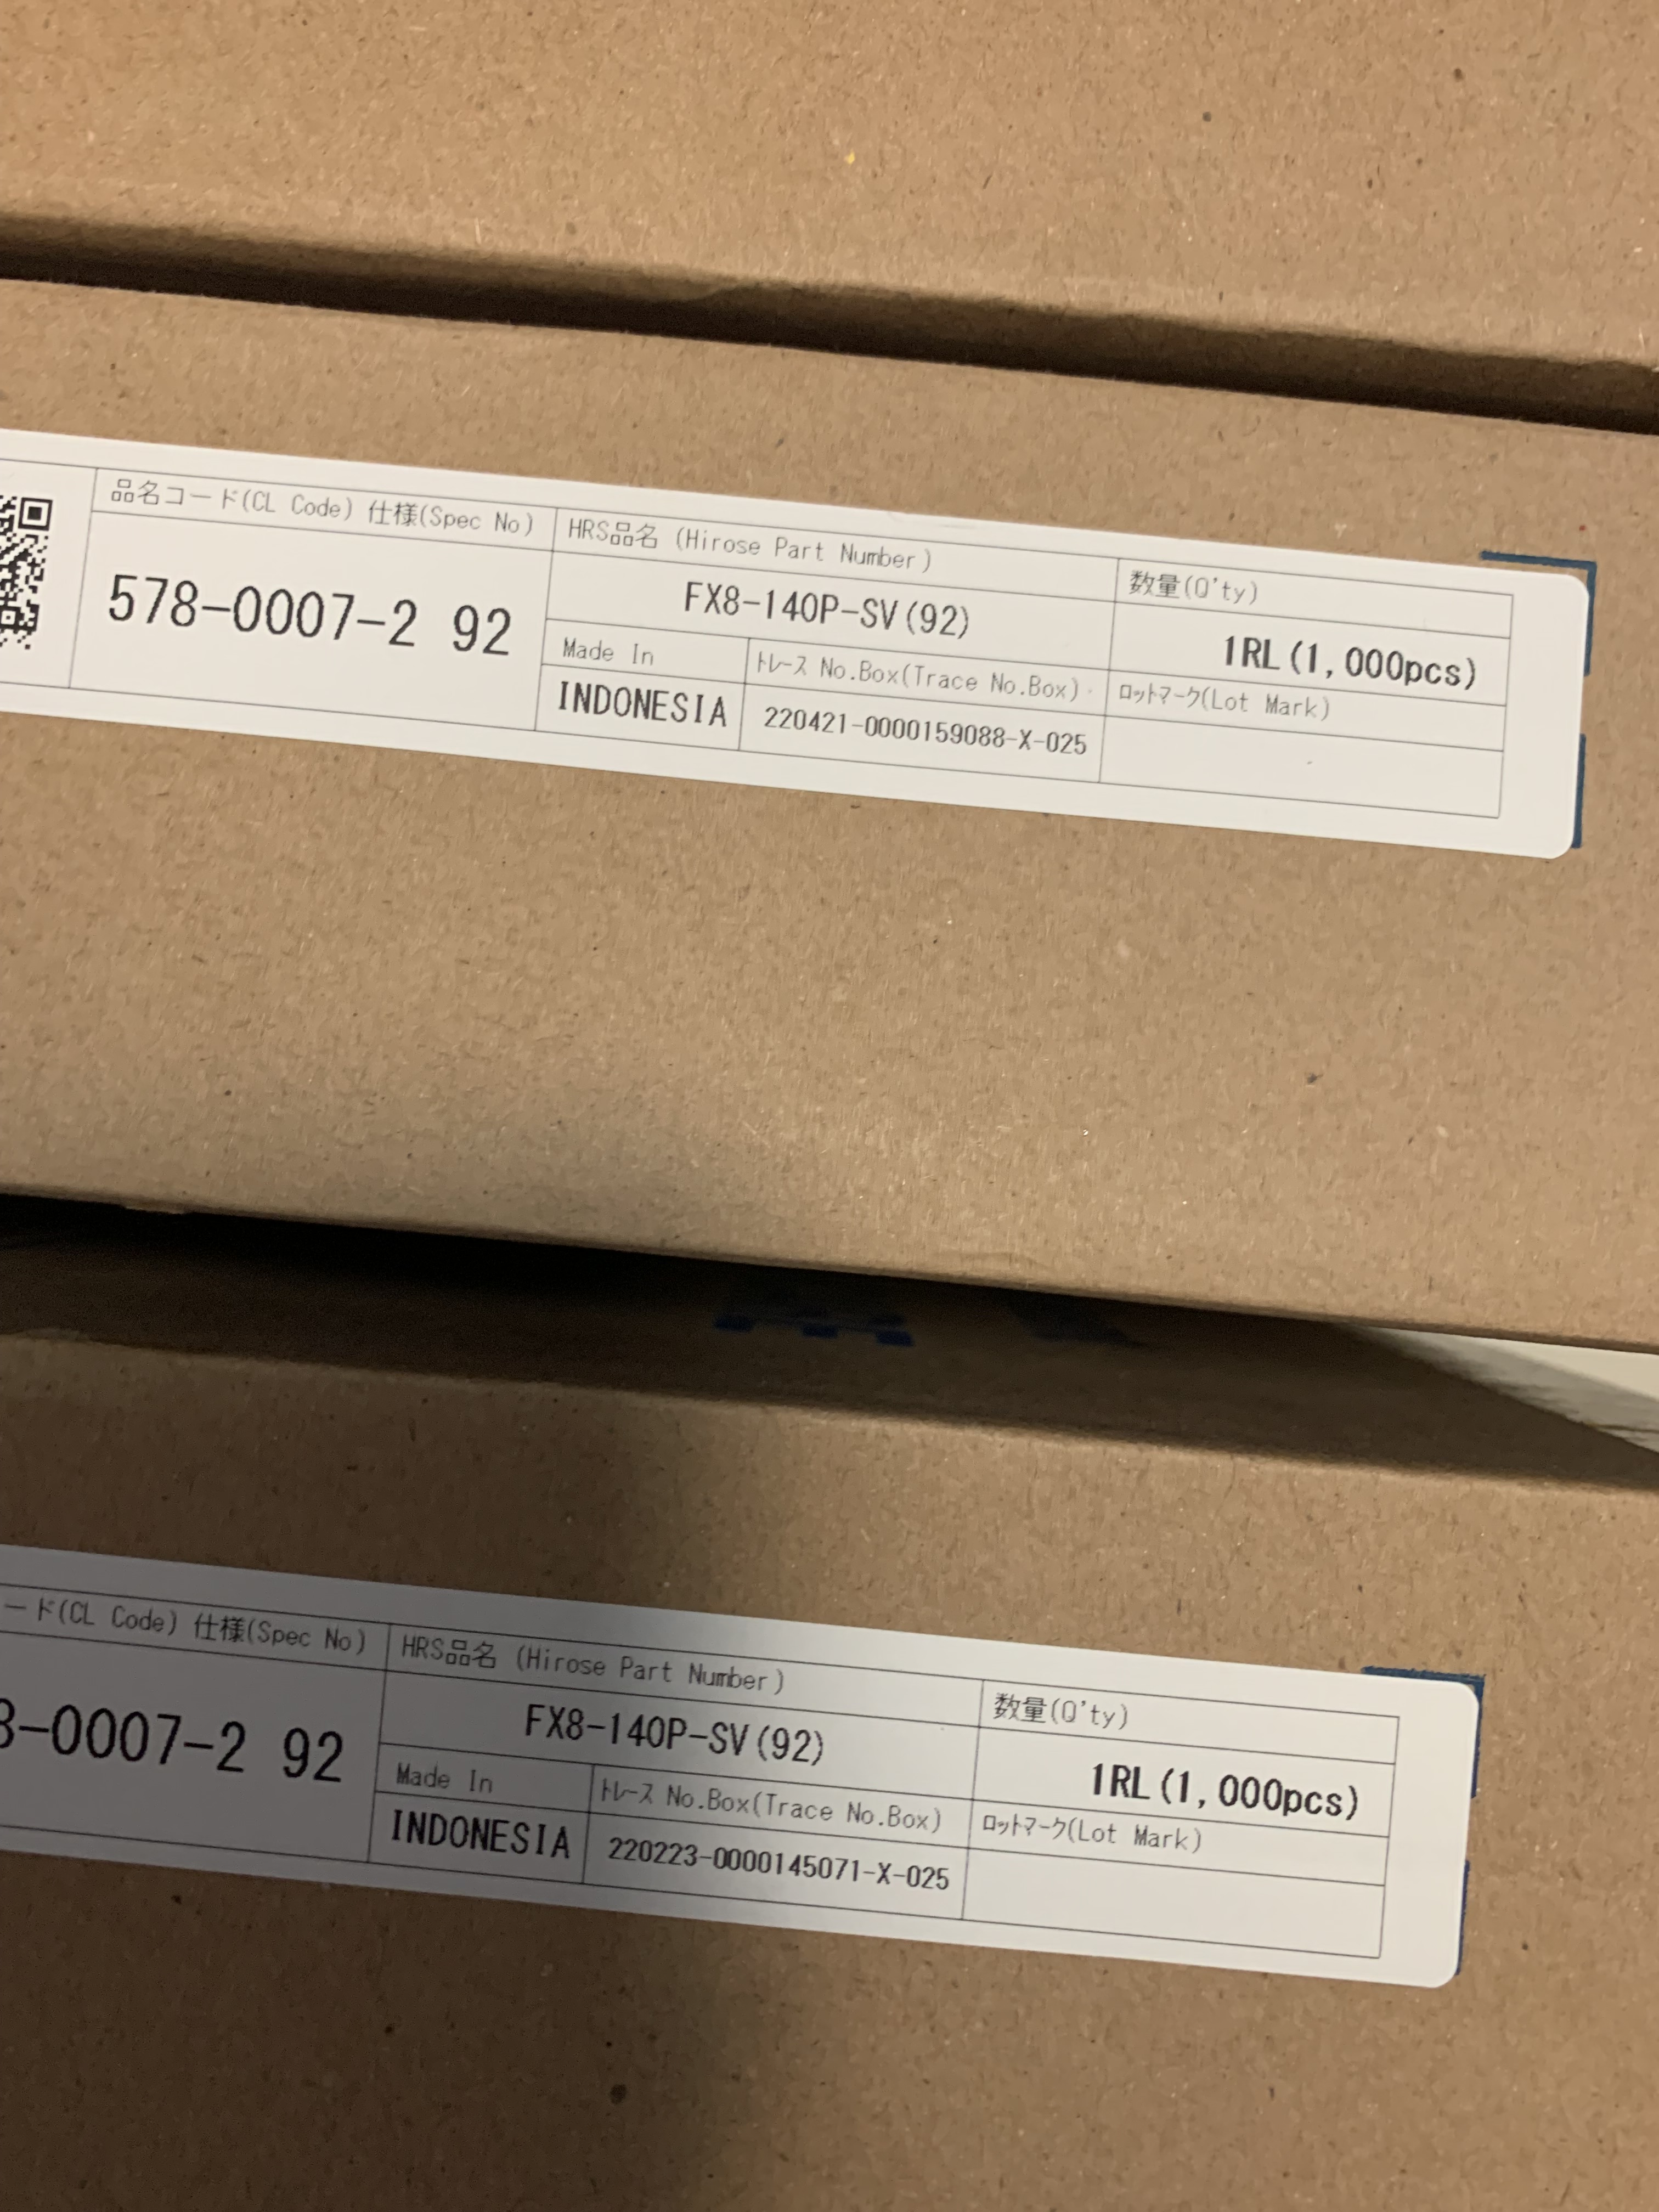 品名コード(CL Code) 仕様(Spec No)
HRS品名 (Hirose Part Number)
数量(Q'ty)
578-0007-2 92
FX8-140P-SV(92)
1RL(1,000pcs)
Made In
トレース No.Box(Trace No.Box)
ロットマーク(Lot Mark)
INDONESIA
220421-0000159088-X-025
ード(CL Code) 仕様(Spec No)
HRS品名 (Hirose Part Number)
数量(Q'ty)
8-0007-2 92
FX8-140P-SV(92)
1RL(1,000pcs)
Made In
トレース No.Box(Trace No.Box)
ロットマーク(Lot Mark)
INDONESIA
220223-0000145071-X-025